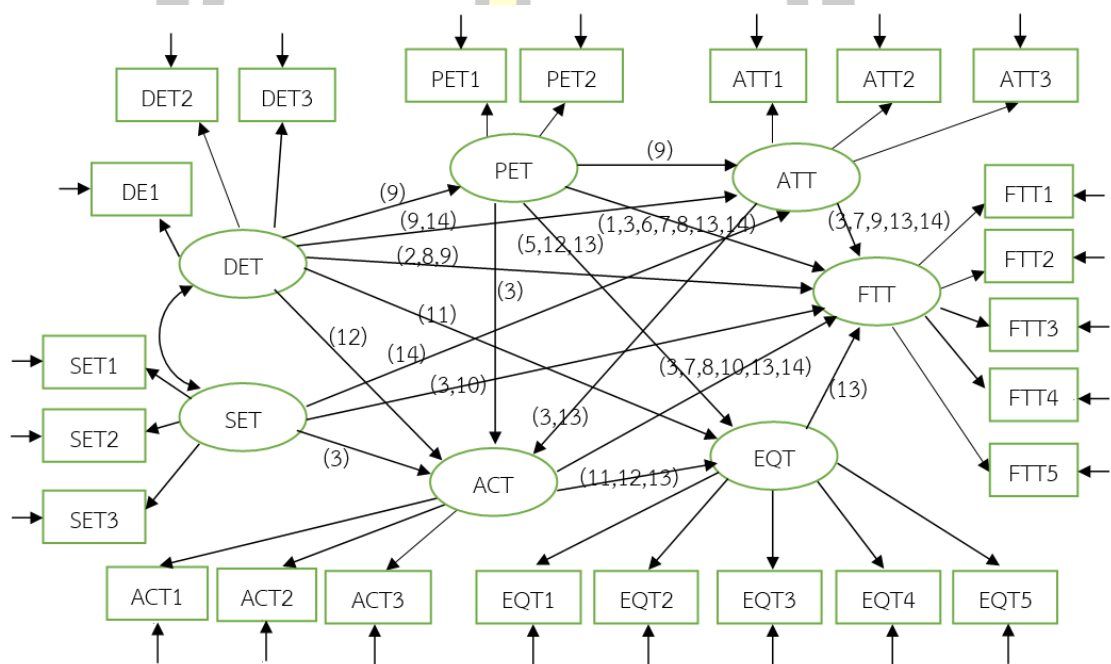 PET1
PET2
ATT1
ATT2
ATT3
DET2
DET3
PET
(9)
ATT
DE1
(9)
FTT1
(9,14)
(1,3,6,7,8,13,14)
(3,7,9,13,14)
(5,12,13)
DET
(2,8,9)
FTT2
(3)
FTT
(11)
FTT3
(12)
(14)
SET1
(3,7,8,10,13,14)
(3,10)
(13)
FTT4
SET
(3,13)
SET2
(3)
EQT
FTT5
(11,12,13)
ACT
SET3
ACT1
ACT2
ACT3
EQT1
EQT2
EQT3
EQT4
EQT5